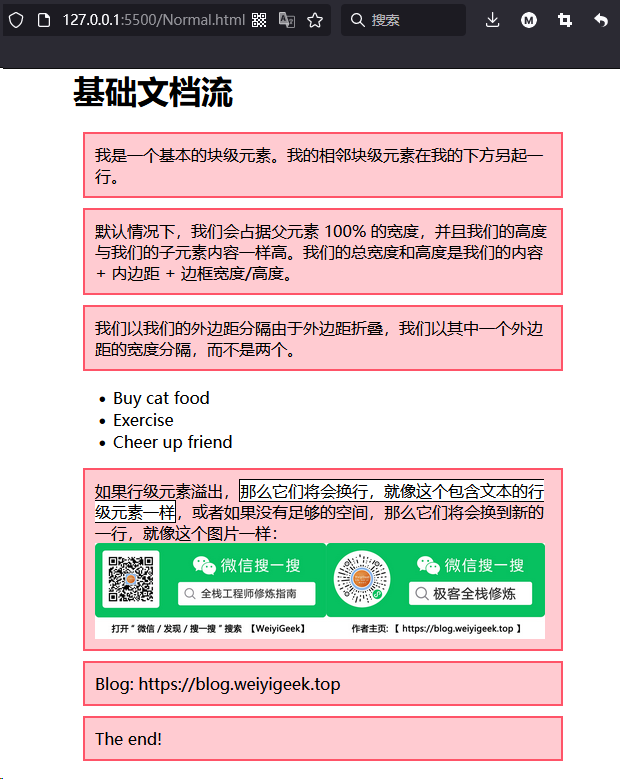 127.0.0.1:5500/Normal.html
搜索
M
基础文档流
我是一个基本的块级元素。我的相邻块级元素在我的下方另起一
行。
默认情况下，我们会占据父元素 100% 的宽度，并且我们的高度
与我们的子元素内容一样高。我们的总宽度和高度是我们的内容
+ 内边距 + 边框宽度/高度。
我们以我们的外边距分隔由于外边距折叠，我们以其中一个外边
距的宽度分隔，而不是两个。
• Buy cat food
• Exercise
• Cheer up friend
如果行级元素溢出，那么它们将会换行，就像这个包含文本的行
级元素一样，或者如果没有足够的空间，那么它们将会换到新的
一行，就像这个图片一样：
微信搜一搜
全栈工程师修炼指南
微信搜一搜
极客全栈修炼
打开 " 微信 / 发现 / 搜一搜 " 搜索 【WeiyiGeek】
作者主页:【 https://blog.weiyigeek.top 】
Blog: https://blog.weiyigeek.top
The end!